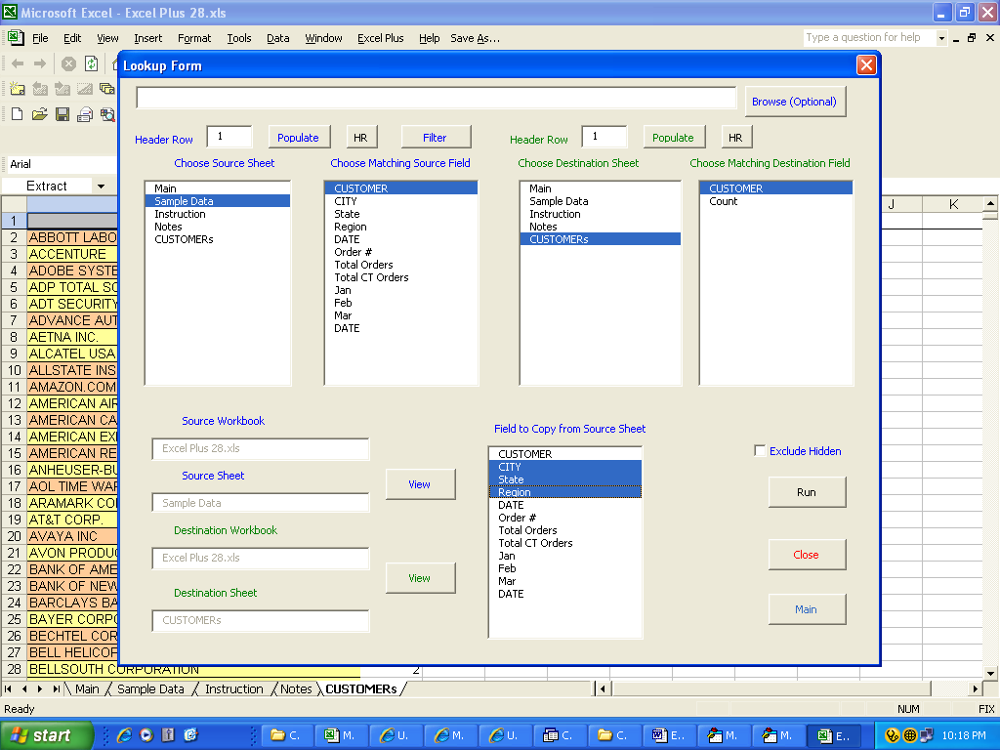 Microsoft Excel - Excel Plus 28.xls
File Edit View Insert Format Tools Data Window Excel Plus Help Save As... Type a question for help
Lookup Form
Browse (Optional)
Header Row 1 Populate HR Filter Header Row 1 Populate HR
Choose Source Sheet Choose Matching Source Field Choose Destination Sheet Choose Matching Destination Field
Main
Sample Data
Instruction
Notes
CUSTOMERs
CUSTOMER
CITY
State
Region
DATE
Order #
Total Orders
Total CT Orders
Jan
Feb
Mar
DATE
Main
Sample Data
Instruction
Notes
CUSTOMERs
CUSTOMER
Count
Source Workbook
Excel Plus 28.xls
Source Sheet
Sample Data
View
Destination Workbook
Excel Plus 28.xls
View
Destination Sheet
CUSTOMERs
Field to Copy from Source Sheet
CUSTOMER
CITY
State
Region
DATE
Order #
Total Orders
Total CT Orders
Jan
Feb
Mar
DATE
Exclude Hidden
Run
Close
Main
Arial
Extract
J K
1
2 ABBOTT LABO
3 ACCENTURE
4 ADOBE SYSTE
5 ADP TOTAL SO
6 ADT SECURITY
7 ADVANCE AUT
8 AETNA INC.
9 ALCATEL USA
10 ALLSTATE INS
11 AMAZON.COM
12 AMERICAN AIR
13 AMERICAN CA
14 AMERICAN EX
15 AMERICAN RE
16 ANHEUSER-BU
17 AOL TIME WAR
18 ARAMARK CO
19 AT&T CORP.
20 AVAYA INC
21 AVON PRODUC
22 BANK OF AME
23 BANK OF NEW
24 BARCLAYS BA
25 BAYER CORPO
26 BECHTEL COR
27 BELL HELICOP
28 BELLSOUTH CORPORATION 2
Main Sample Data Instruction Notes CUSTOMERs
Ready NUM FIX
start C. M. U. M. U. C. C. E.. M. M. E.. 10:18 PM